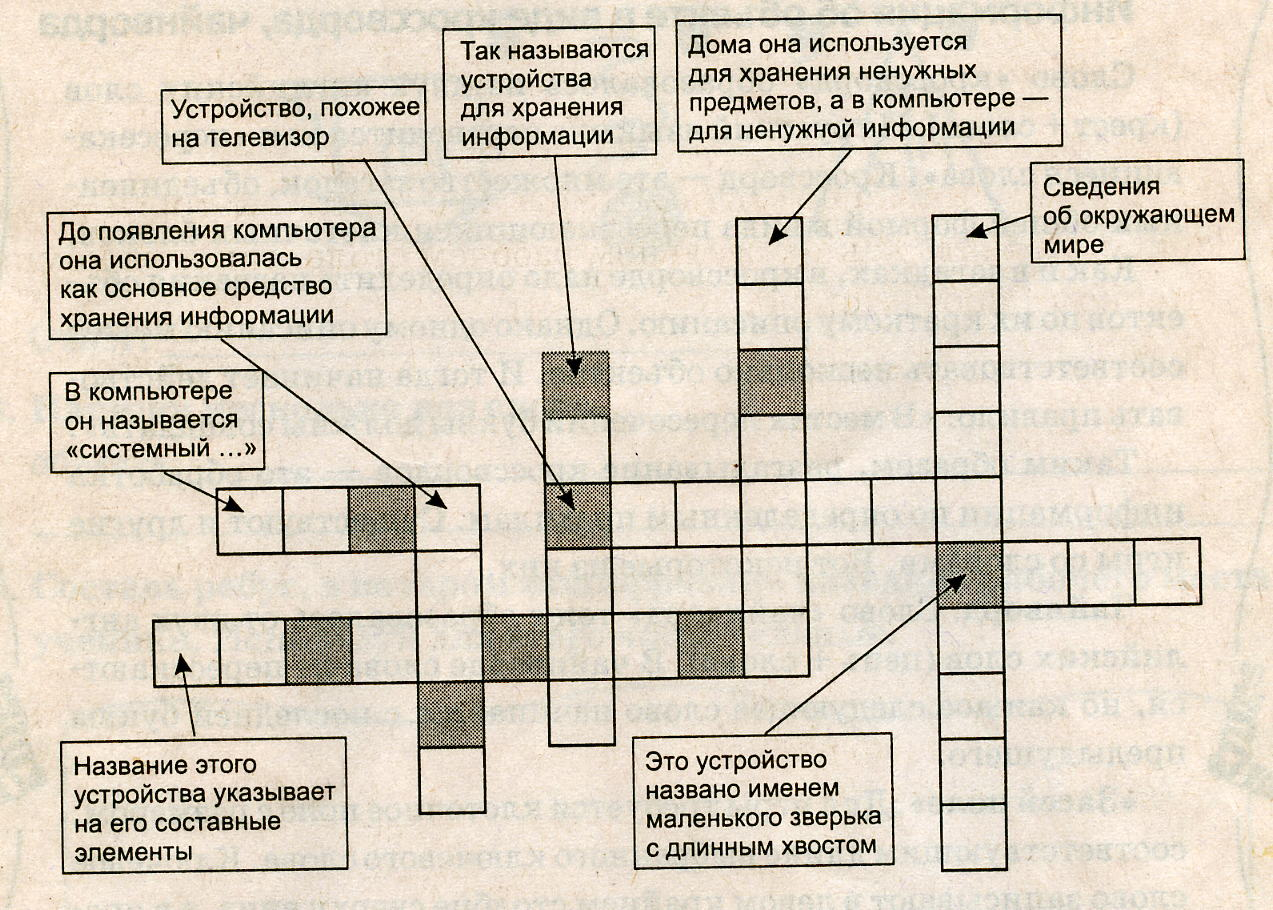 Так называются
устройства
для хранения
информации
Дома она используется
для хранения ненужных
предметов, а в компьютере —
для ненужной информации
Устройство, похожее
на телевизор
Сведения
об окружающем
мире
До появления компьютера
она использовалась
как основное средство
хранения информации
В компьютере
он называется
«системный ...»
Название этого
устройства указывает
на его составные
элементы
Это устройство
названо именем
маленького зверька
с длинным хвостом